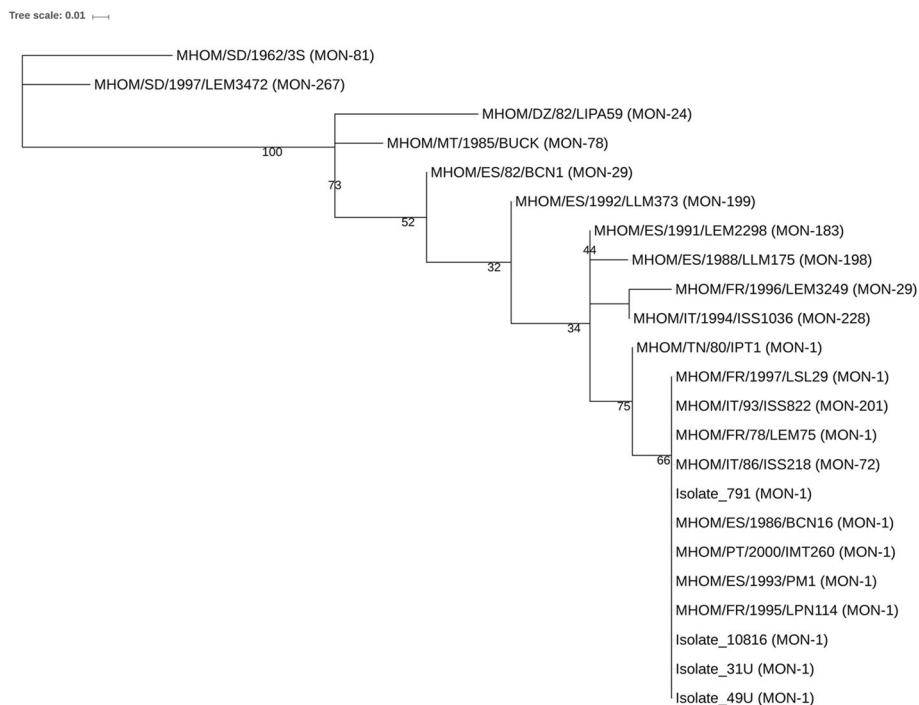 Tree scale: 0.01
MHOM/SD/1962/3S (MON-81)
MHOM/SD/1997/LEM3472 (MON-267)
MHOM/DZ/82/LIPA59 (MON-24)
MHOM/MT/1985/BUCK (MON-78)
100
MHOM/ES/82/BCN1 (MON-29)
73
MHOM/ES/1992/LLM373 (MON-199)
52
MHOM/ES/1991/LEM2298 (MON-183)
44
MHOM/ES/1988/LLM175 (MON-198)
32
MHOM/FR/1996/LEM3249 (MON-29)
MHOM/IT/1994/ISS1036 (MON-228)
34
MHOM/TN/80/IPT1 (MON-1)
MHOM/FR/1997/LSL29 (MON-1)
MHOM/IT/93/ISS822 (MON-201)
75
MHOM/FR/78/LEM75 (MON-1)
66
MHOM/IT/86/ISS218 (MON-72)
Isolate_791 (MON-1)
MHOM/ES/1986/BCN16 (MON-1)
MHOM/PT/2000/IMT260 (MON-1)
MHOM/ES/1993/PM1 (MON-1)
MHOM/FR/1995/LPN114 (MON-1)
Isolate_10816 (MON-1)
Isolate_31U (MON-1)
Isolate_49U (MON-1)